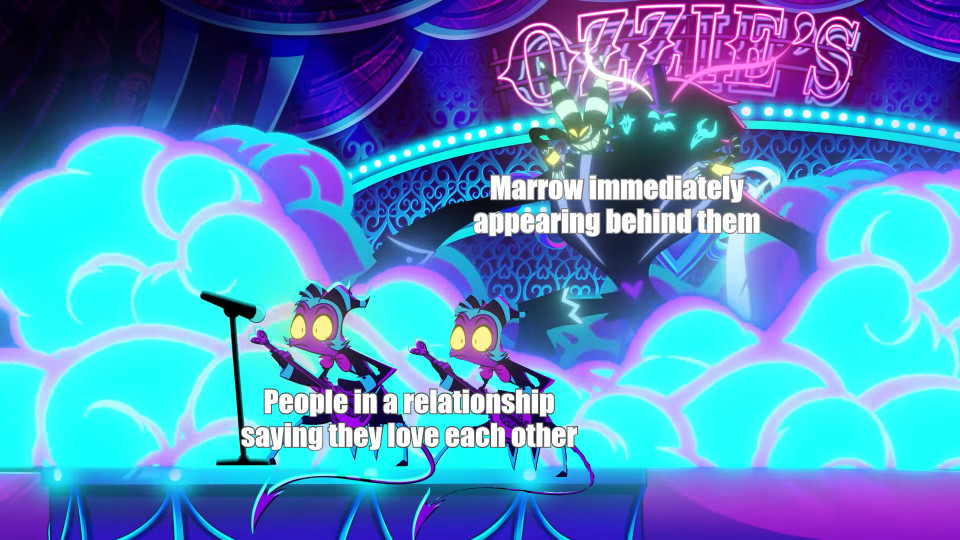 OZZIE'S
Marrow immediately
appearing behind them
People in a relationship
saying they love each other